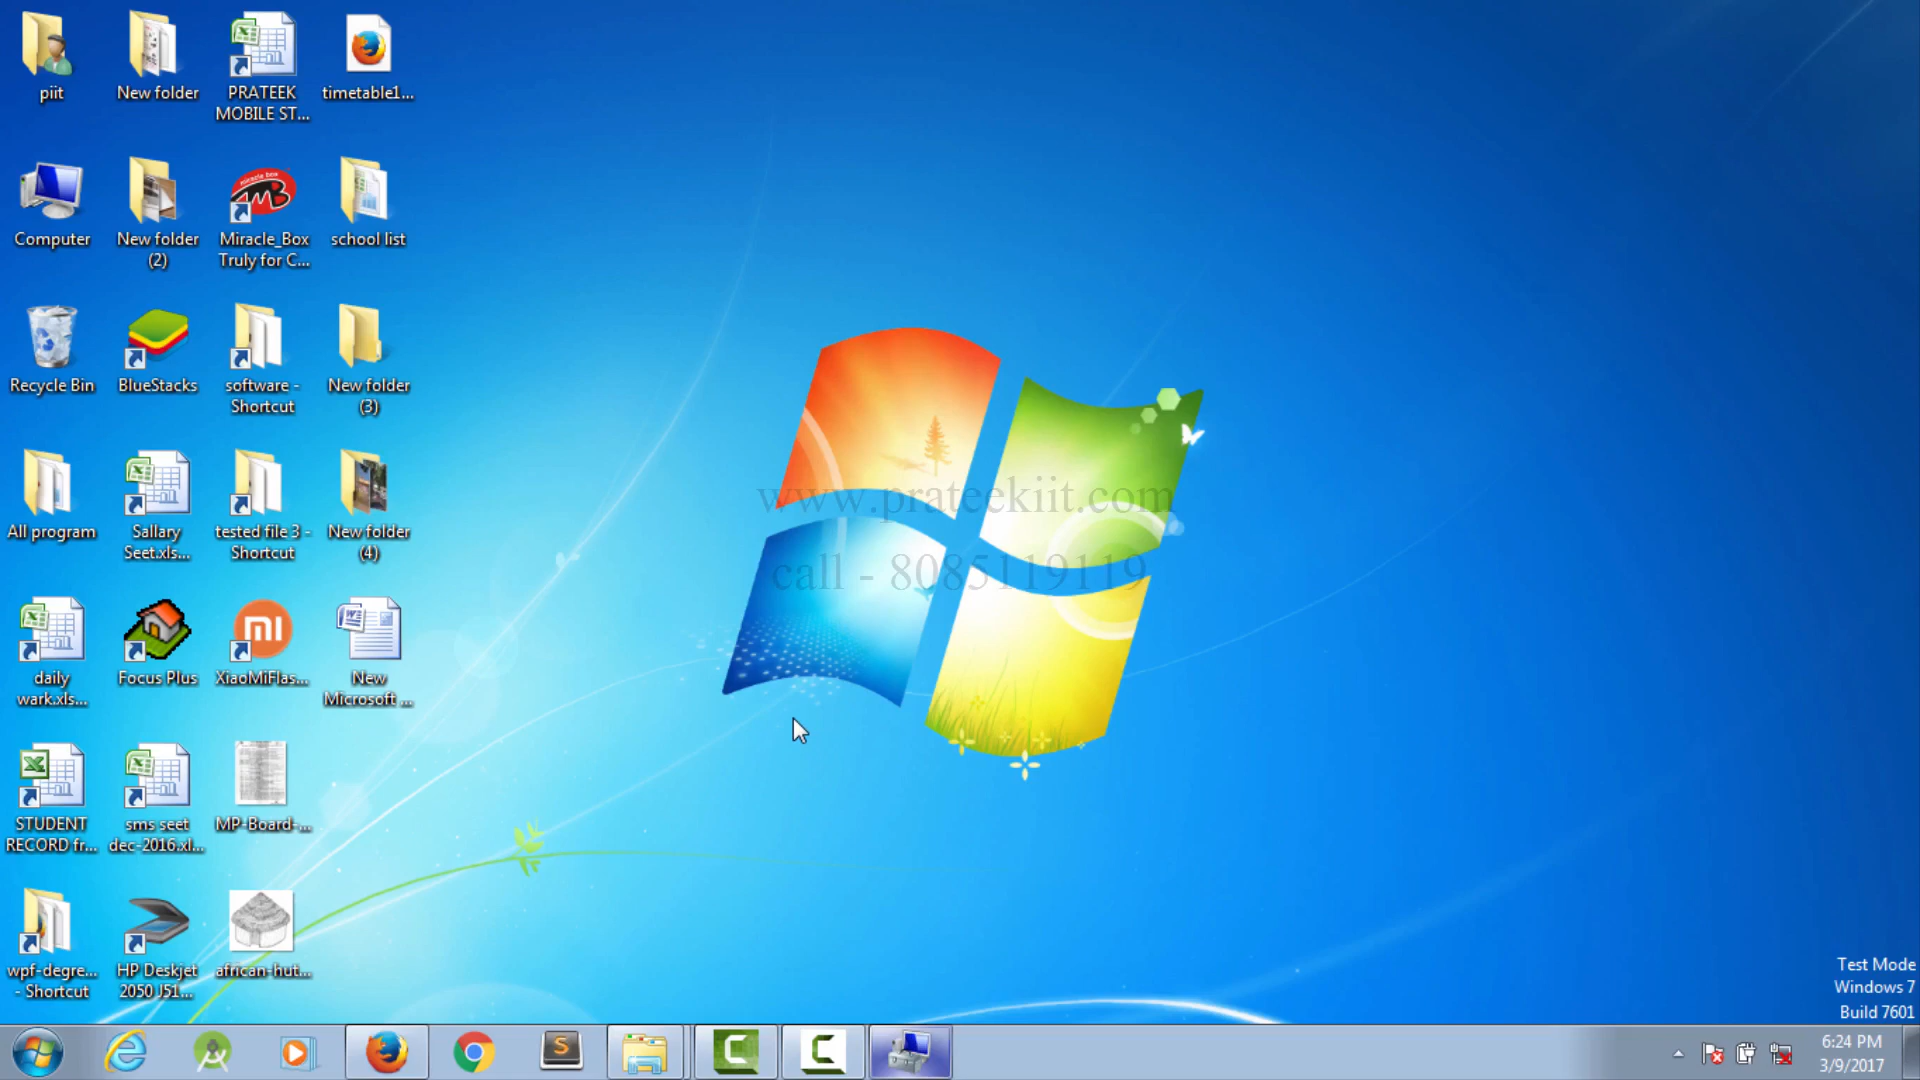 piit
New folder
PRATEEK
MOBILE ST...
timetable1...
Computer
New folder
(2)
miracle box
MB
Miracle_Box
Truly for C...
school list
Recycle Bin
BlueStacks
software -
Shortcut
New folder
(3)
All program
Sallary
Seet.xls...
tested file 3 -
Shortcut
New folder
(4)
www.prateekiit.com
call - 8085119119
daily
wark.xls...
Focus Plus
mi
XiaoMiFlas...
New
Microsoft ...
STUDENT
RECORD fr...
sms seet
dec-2016.xl...
MP-Board-...
wpf-degre...
- Shortcut
HP Deskjet
2050 J51...
african-hut...
Test Mode
Windows 7
Build 7601
6:24 PM
3/9/2017